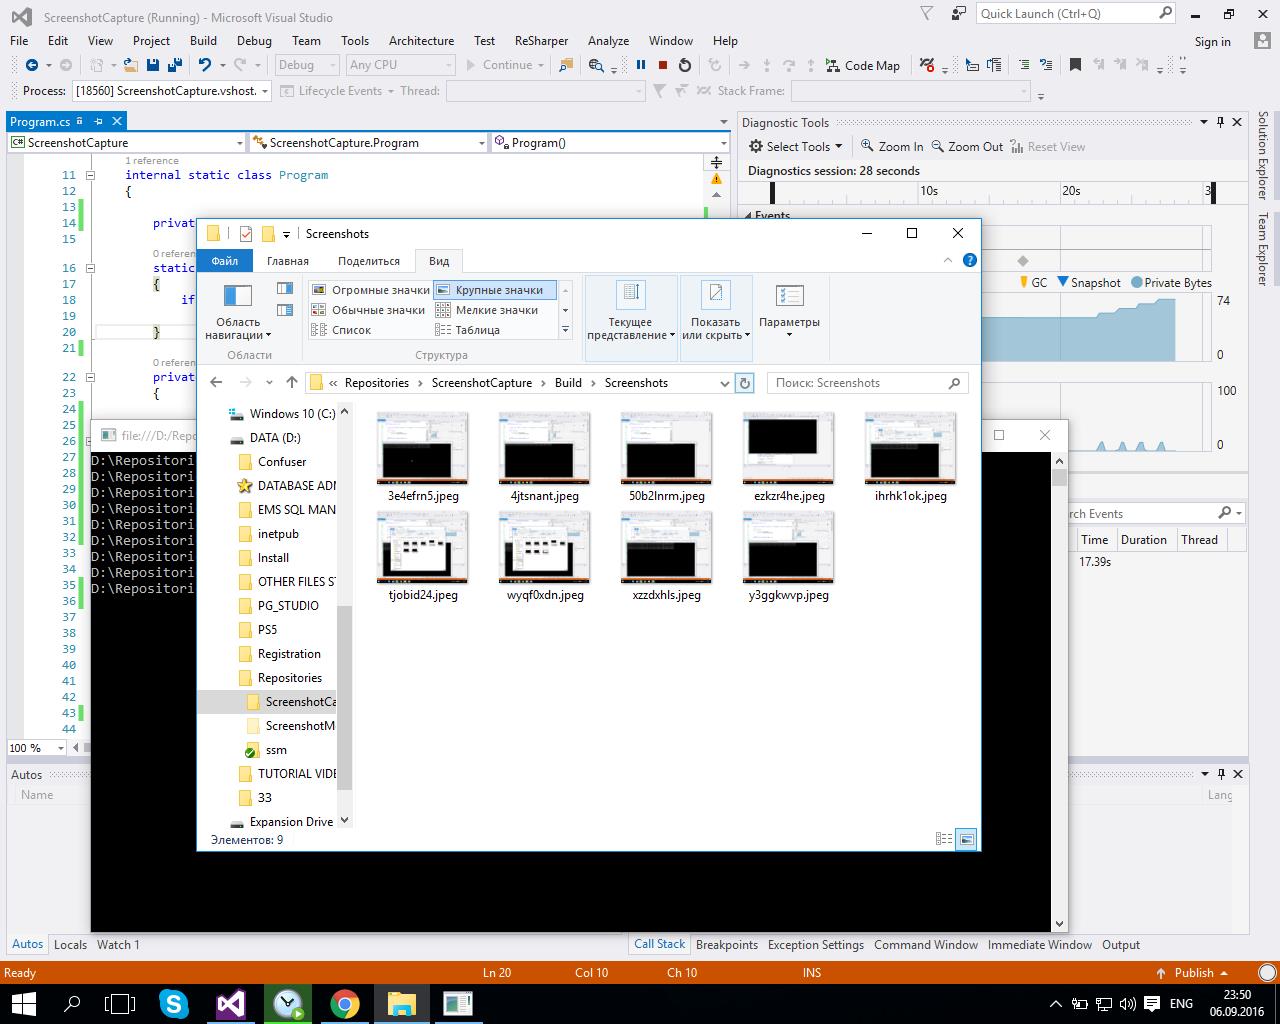 ScreenshotCapture (Running) - Microsoft Visual Studio
Quick Launch (Ctrl+Q)
File Edit View Project Build Debug Team Tools Architecture Test ReSharper Analyze Window Help
Sign in
Debug Any CPU Continue Code Map
Process: [18560] ScreenshotCapture.vshost. Lifecycle Events Thread: Stack Frame:
Program.cs
ScreenshotCapture ScreenshotCapture.Program Program()
1 reference
11 internal static class Program
12 {
13
14 privat
15
0 referenc
16 static
17 {
18 if
19
20 }
21
0 referenc
22 privat
23 {
24
25
26
27
28
29
30
31
32
33
34
35
36
37
38
39
40
41
42
43
44
100 %
Diagnostic Tools
Select Tools Zoom In Zoom Out Reset View
Diagnostics session: 28 seconds
10s 20s 3
Events
GC Snapshot Private Bytes
74
0
100
0
rch Events
Time Duration Thread
17.39s
Solution Explorer
Team Explorer
file:///D:/Repo
D:\Repositori
D:\Repositori
D:\Repositori
D:\Repositori
D:\Repositori
D:\Repositori
D:\Repositori
D:\Repositori
D:\Repositori
Screenshots
Файл Главная Поделиться Вид
Область навигации
Области
Огромные значки Крупные значки
Обычные значки Мелкие значки
Список Таблица
Структура
Текущее представление
Показать или скрыть
Параметры
« Repositories › ScreenshotCapture › Build › Screenshots
Поиск: Screenshots
Windows 10 (C:)
DATA (D:)
Confuser
DATABASE ADM
EMS SQL MAN
inetpub
Install
OTHER FILES ST
PG_STUDIO
PS5
Registration
Repositories
ScreenshotCa
ScreenshotM
ssm
TUTORIAL VIDE
33
Expansion Drive
3e4efrn5.jpeg 4jtsnant.jpeg 50b2lnrm.jpeg ezkzr4he.jpeg ihrhk1ok.jpeg
tjobid24.jpeg wyqf0xdn.jpeg xzzdxhls.jpeg y3ggkwvp.jpeg
Элементов: 9
Autos
Name
Lang
Autos Locals Watch 1
Call Stack Breakpoints Exception Settings Command Window Immediate Window Output
Ready Ln 20 Col 10 Ch 10 INS Publish
ENG
23:50
06.09.2016